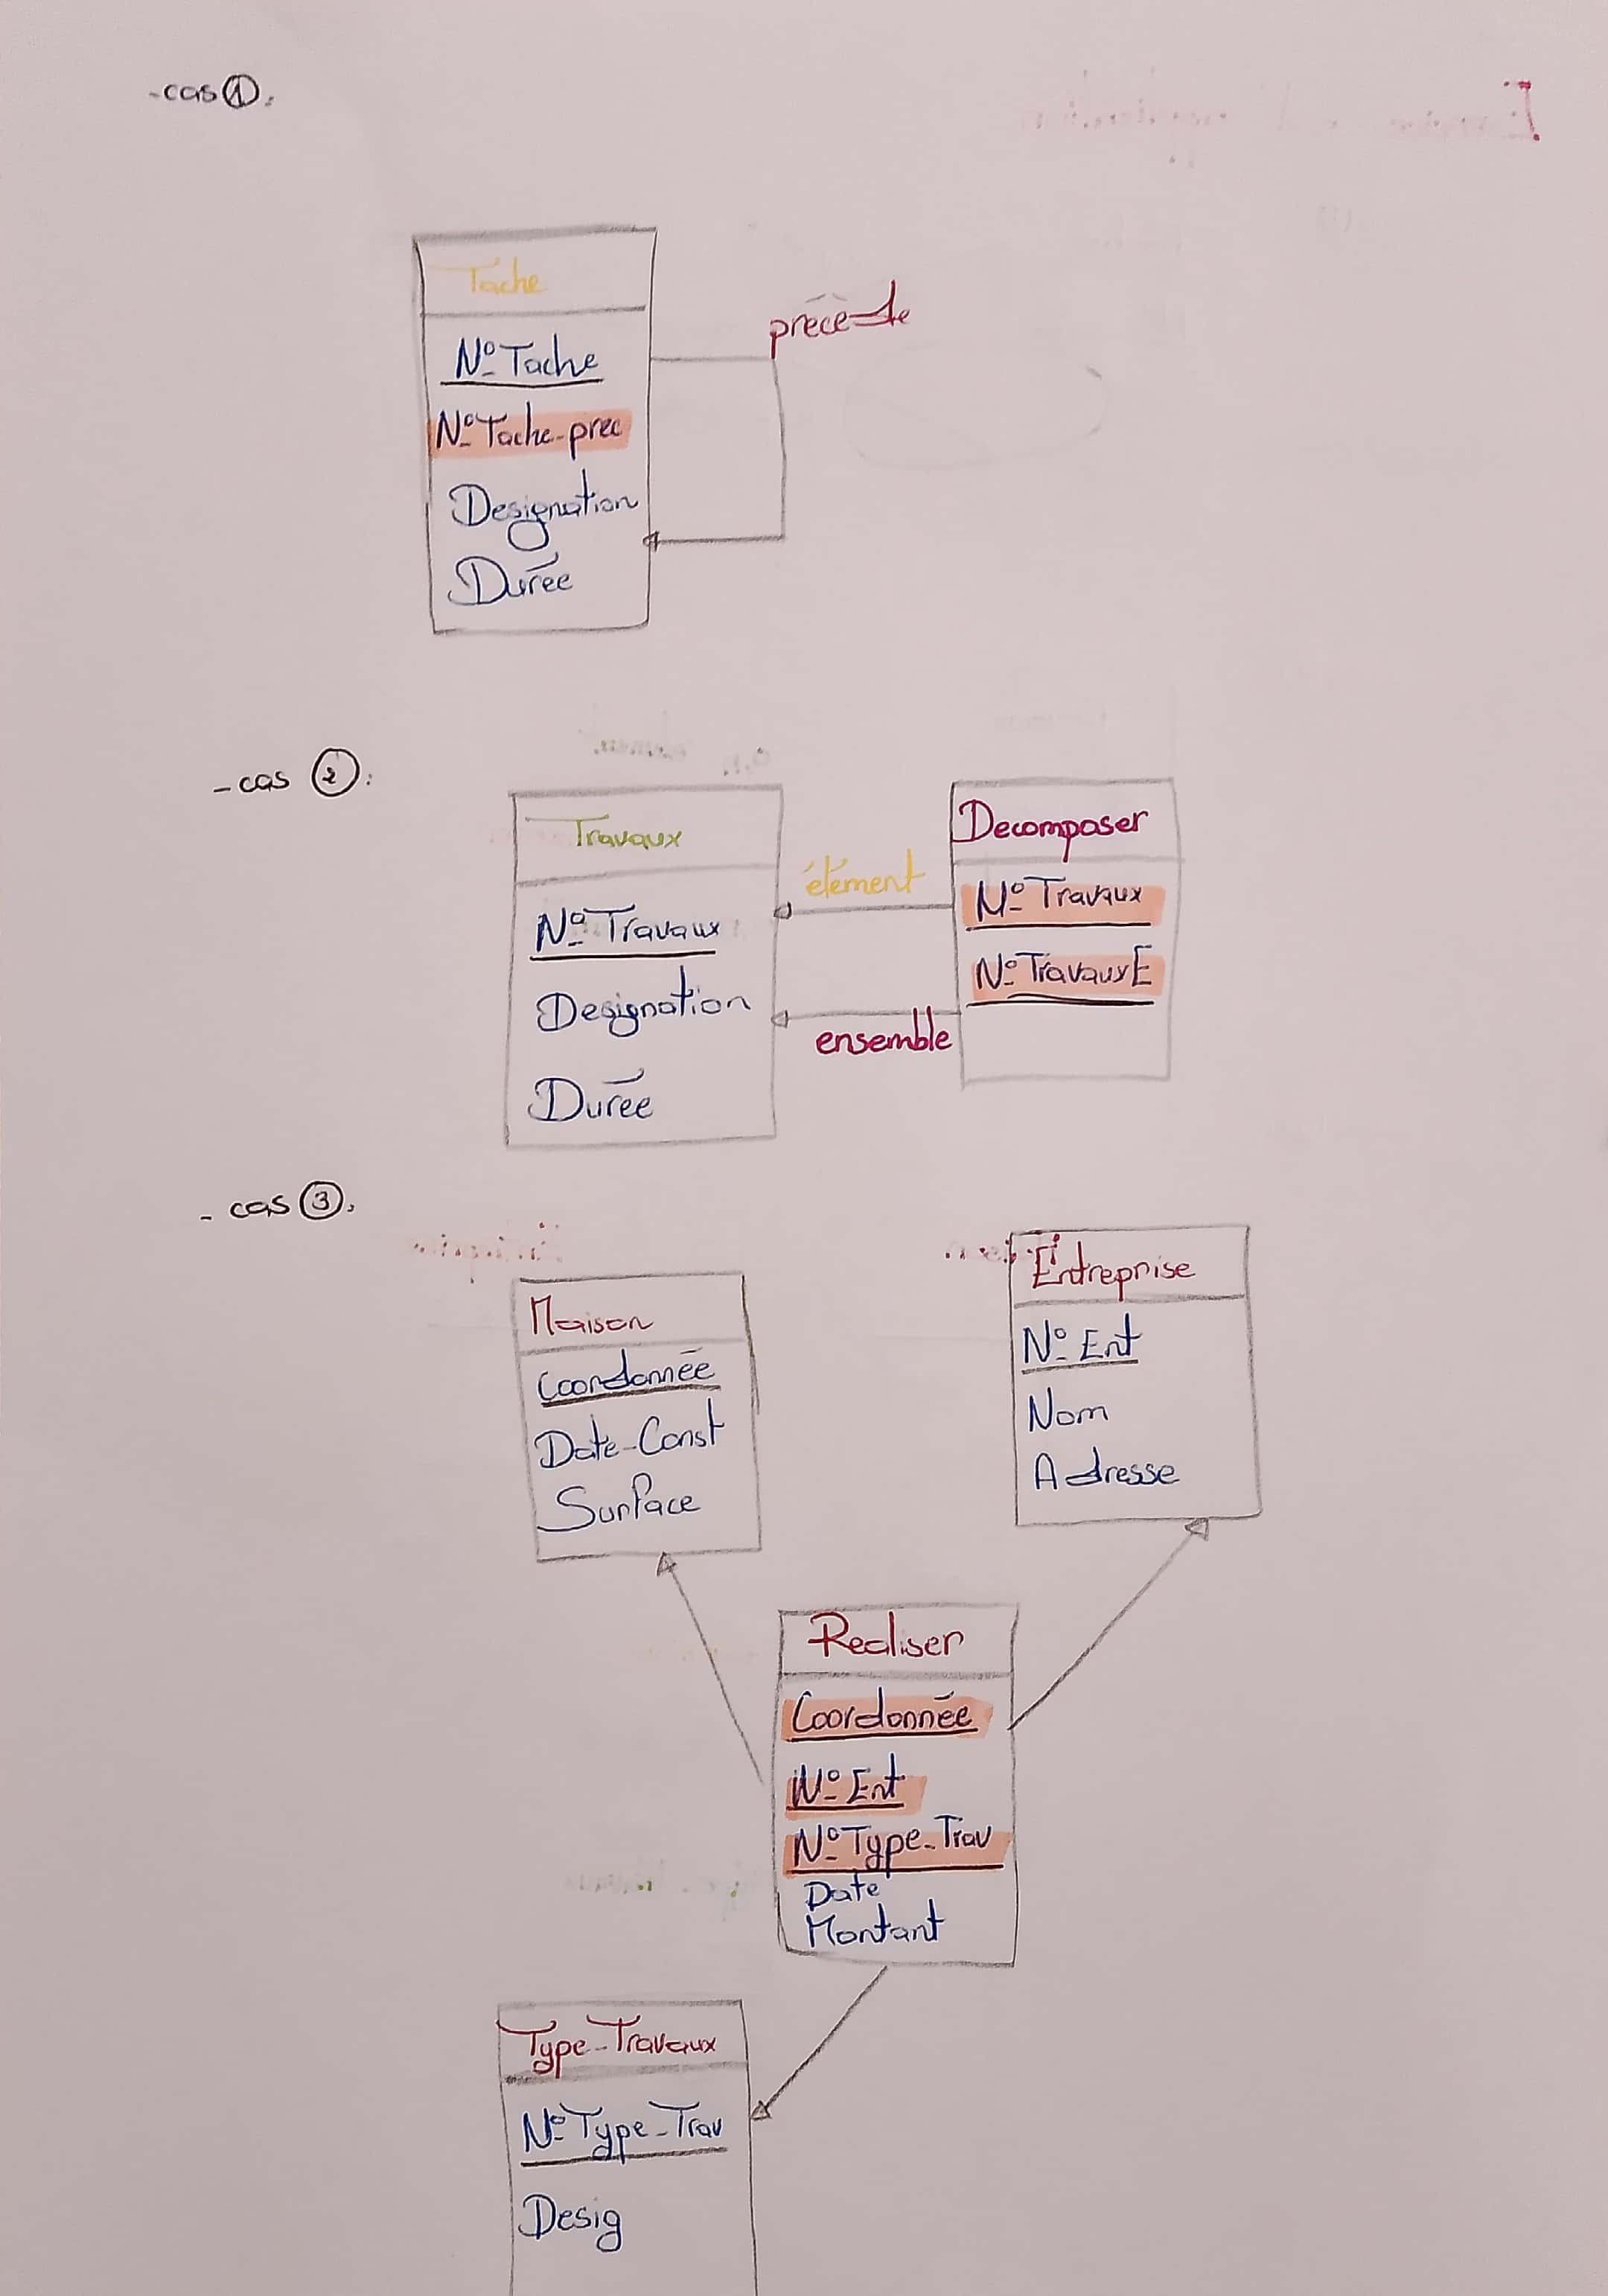 -cas ①:
Tache
précède
N° Tache
N° Tache-prec
Designation
Durée
- cas ②:
Travaux
Decomposer
élément
N° Travaux
N° Travaux
N° Travaux E
Designation
ensemble
Durée
- cas ③:
Entreprise
Maison
N° Ent
Coordonnée
Nom
Date-Const
Adresse
Surface
Realiser
Coordonnée
N° Ent
N° Type-Trav
Date
Montant
Type-Travaux
N° Type-Trav
Desig